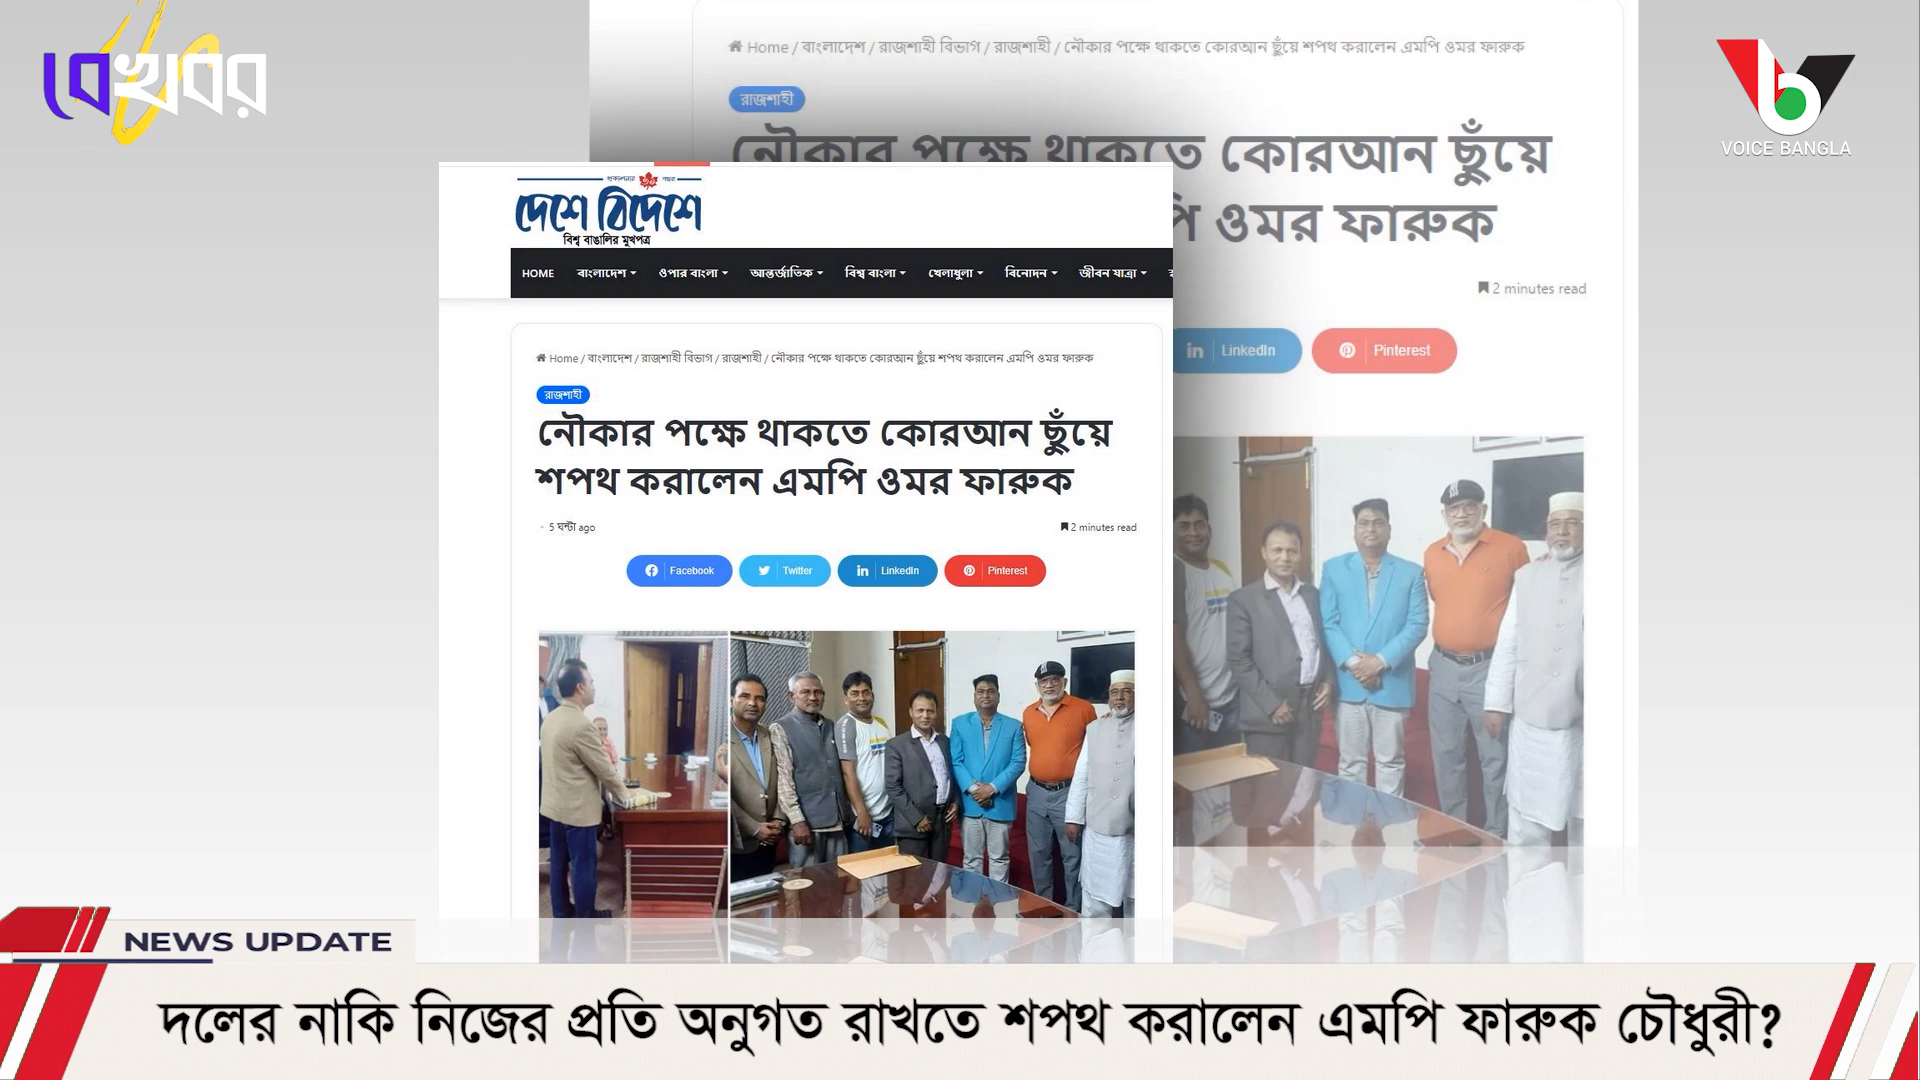 বেখবর
VOICE BANGLA
Home / বাংলাদেশ / রাজশাহী বিভাগ / রাজশাহী / নৌকার পক্ষে থাকতে কোরআন ছুঁয়ে শপথ করালেন এমপি ওমর ফারুক
রাজশাহী
নৌকার পক্ষে থাকতে কোরআন ছুঁয়ে
পি ওমর ফারুক
2 minutes read
LinkedIn
Pinterest
দেশে বিদেশে
বিশ্ব বাঙালির মুখপত্র
HOME বাংলাদেশ ওপার বাংলা আন্তর্জাতিক বিশ্ব বাংলা খেলাধুলা বিনোদন জীবন যাত্রা
Home / বাংলাদেশ / রাজশাহী বিভাগ / রাজশাহী / নৌকার পক্ষে থাকতে কোরআন ছুঁয়ে শপথ করালেন এমপি ওমর ফারুক
রাজশাহী
নৌকার পক্ষে থাকতে কোরআন ছুঁয়ে
শপথ করালেন এমপি ওমর ফারুক
5 ঘন্টা ago 2 minutes read
Facebook Twitter LinkedIn Pinterest
NEWS UPDATE
দলের নাকি নিজের প্রতি অনুগত রাখতে শপথ করালেন এমপি ফারুক চৌধুরী?